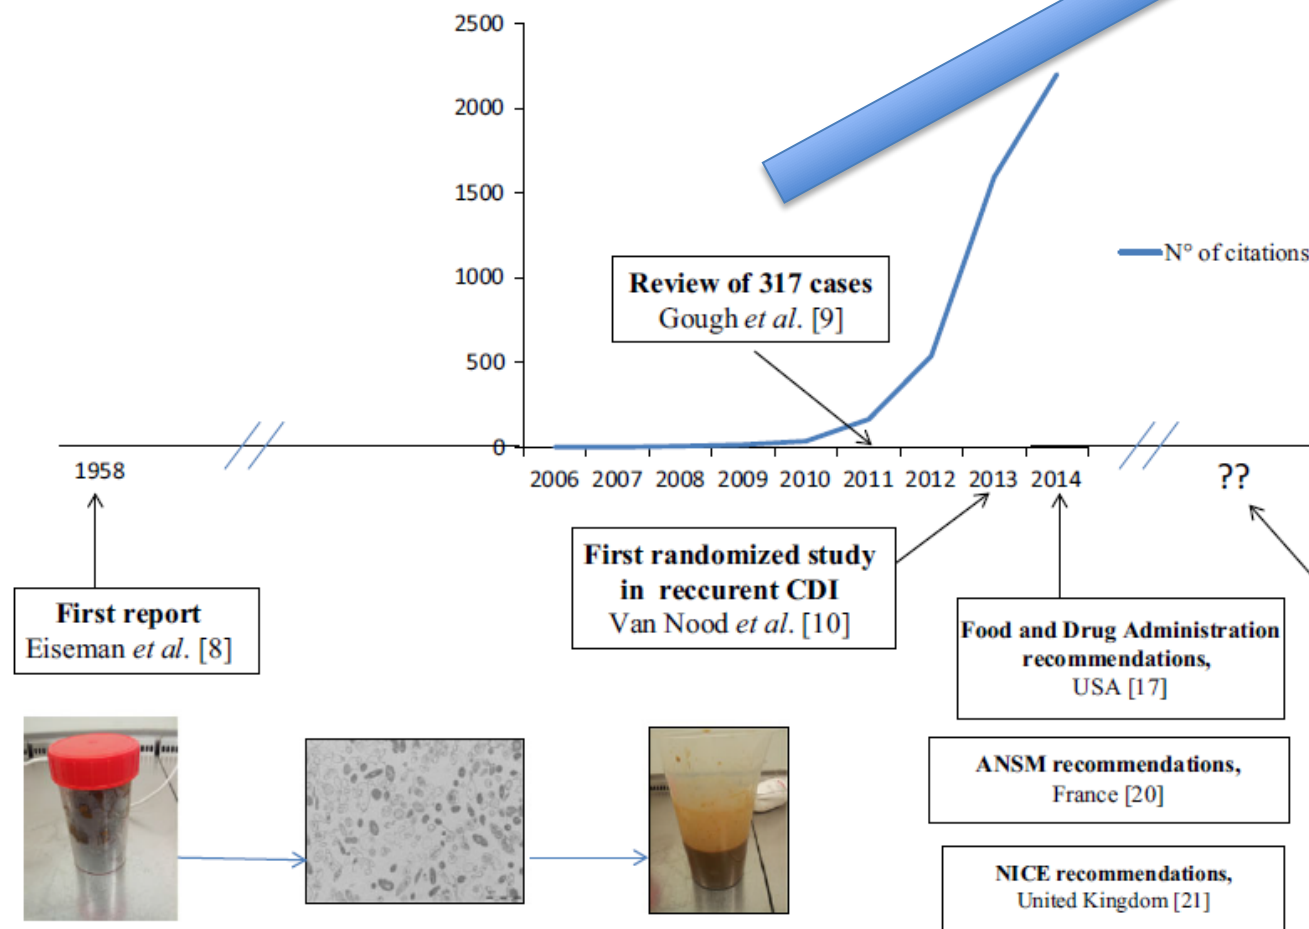 2500
2000
1500
1000
500
0
N° of citations
Review of 317 cases
Gough et al. [9]
1958
2006 2007 2008 2009 2010 2011 2012 2013 2014
??
First report
Eiseman et al. [8]
First randomized study
in reccurent CDI
Van Nood et al. [10]
Food and Drug Administration
recommendations,
USA [17]
ANSM recommendations,
France [20]
NICE recommendations,
United Kingdom [21]